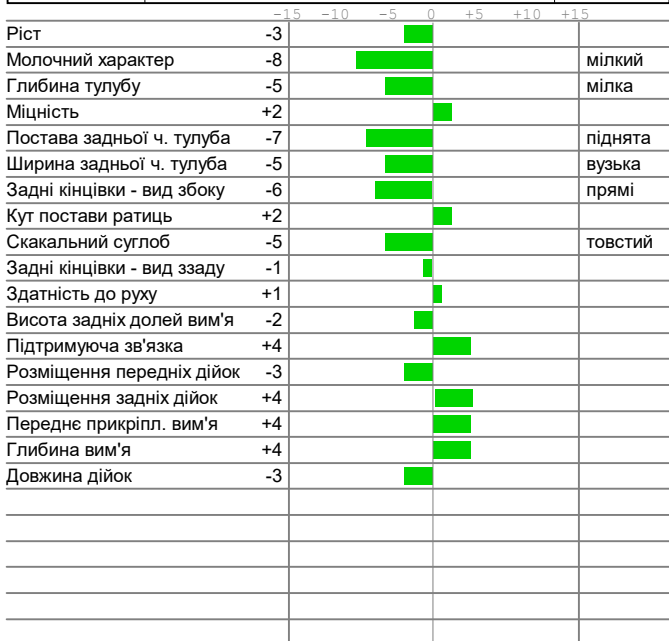 -15 -10 -5 0 +5 +10 +15
Ріст -3
Молочний характер -8 мілкий
Глибина тулубу -5 мілка
Міцність +2
Постава задньої ч. тулуба -7 піднята
Ширина задньої ч. тулуба -5 вузька
Задні кінцівки - вид збоку -6 прямі
Кут постави ратиць +2
Скакальний суглоб -5 товстий
Задні кінцівки - вид ззаду -1
Здатність до руху +1
Висота задніх долей вим'я -2
Підтримуюча зв'язка +4
Розміщення передніх дійок -3
Розміщення задніх дійок +4
Переднє прикріпл. вим'я +4
Глибина вим'я +4
Довжина дійок -3